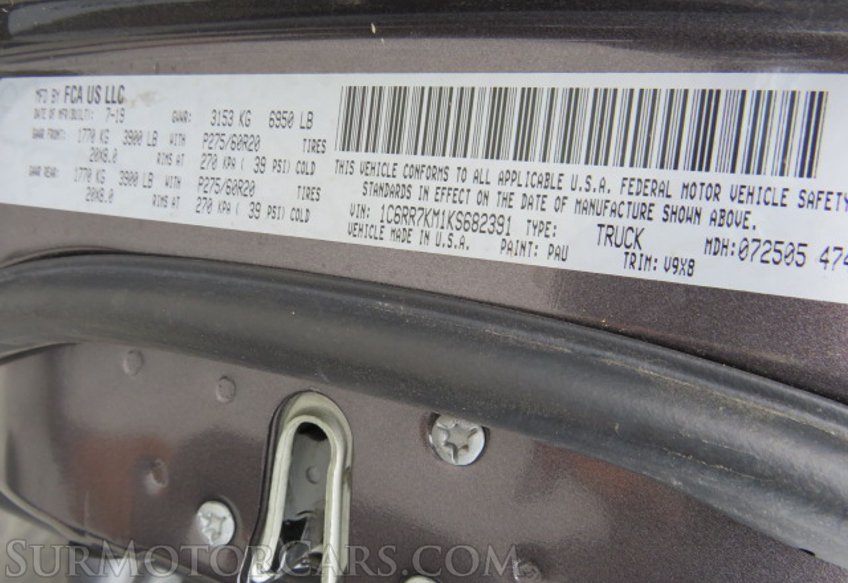 MFD BY FCA US LLC
DATE OF MFR(BUILT): 7-19 GVWR: 3153 KG 6950 LB
GAWR FRONT: 1770 KG 3900 LB WITH P275/60R20 TIRES
20X8.0 RIMS AT 270 KPA ( 39 PSI) COLD
GAWR REAR: 1770 KG 3900 LB WITH P275/60R20 TIRES
20X8.0 RIMS AT 270 KPA ( 39 PSI) COLD
THIS VEHICLE CONFORMS TO ALL APPLICABLE U.S.A. FEDERAL MOTOR VEHICLE SAFETY
STANDARDS IN EFFECT ON THE DATE OF MANUFACTURE SHOWN ABOVE.
VIN: 1C6RR7KM1KS682391 TYPE: TRUCK MDH:072505 474
VEHICLE MADE IN U.S.A. PAINT: PAU TRIM: V9X8
SurMotorCars.com